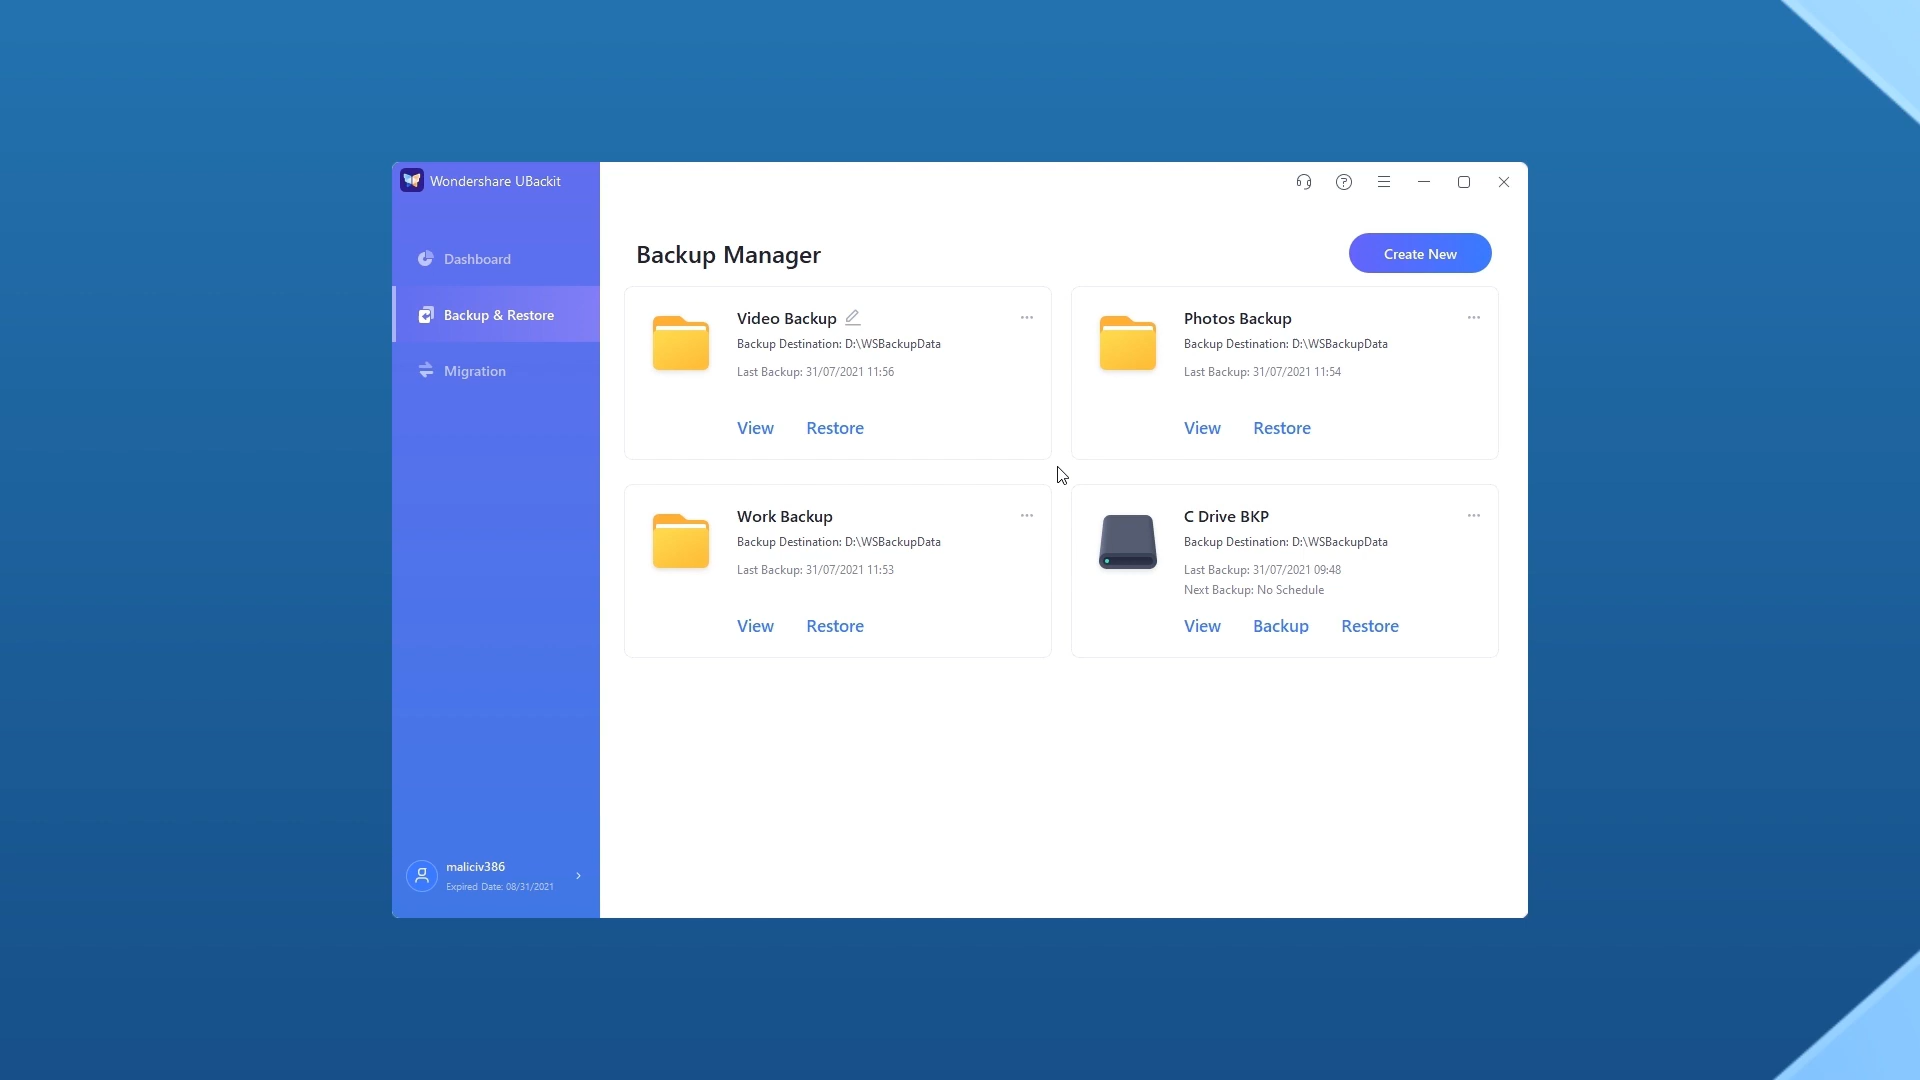 Wondershare UBackit
Dashboard
Backup & Restore
Migration
maliciv386
Expired Date: 08/31/2021
Backup Manager
Create New
Video Backup
Backup Destination: D:\WSBackupData
Last Backup: 31/07/2021 11:56
View Restore
Photos Backup
Backup Destination: D:\WSBackupData
Last Backup: 31/07/2021 11:54
View Restore
Work Backup
Backup Destination: D:\WSBackupData
Last Backup: 31/07/2021 11:53
View Restore
C Drive BKP
Backup Destination: D:\WSBackupData
Last Backup: 31/07/2021 09:48
Next Backup: No Schedule
View Backup Restore